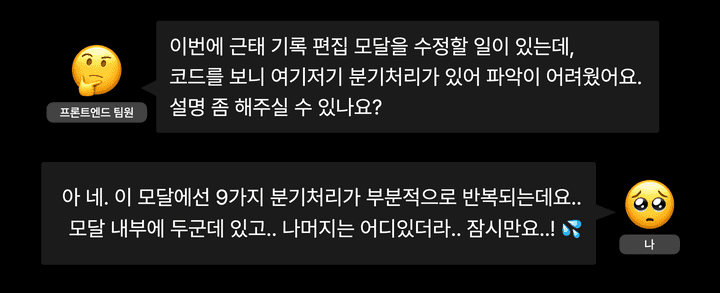 이번에 근태 기록 편집 모달을 수정할 일이 있는데,
코드를 보니 여기저기 분기처리가 있어 파악이 어려웠어요.
설명 좀 해주실 수 있나요?
프론트엔드 팀원
아 네. 이 모달에선 9가지 분기처리가 부분적으로 반복되는데요..
모달 내부에 두군데 있고.. 나머지는 어디있더라.. 잠시만요..! 💦
나